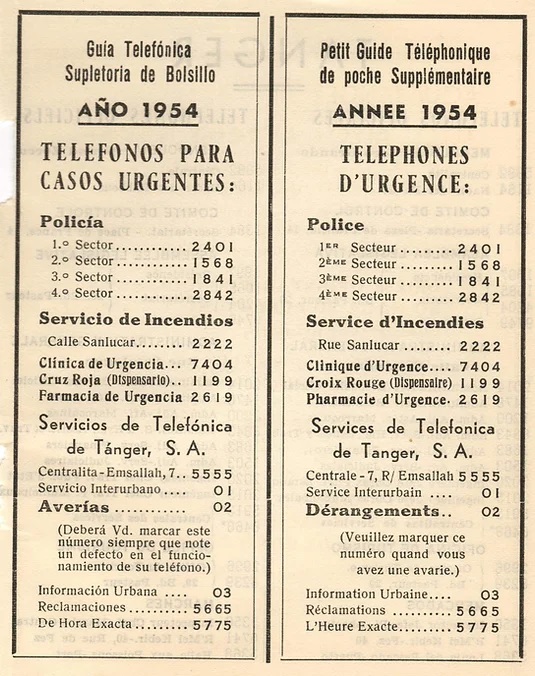 Guía Telefónica
Supletoria de Bolsillo
AÑO 1954
TELEFONOS PARA
CASOS URGENTES:
Policía
1.º Sector........... 2401
2.º Sector........... 1568
3.º Sector........... 1841
4.º Sector........... 2842
Servicio de Incendios
Calle Sanlucar....... 2222
Clínica de Urgencia... 7404
Cruz Roja (Dispensario).. 1199
Farmacia de Urgencia 2619
Servicios de Telefónica
de Tánger, S. A.
Centralita-Emsallah, 7.. 5555
Servicio Interurbano .... 01
Averías............ 02
(Deberá Vd. marcar este
número siempre que note
un defecto en el funcio-
namiento de su teléfono.)
Información Urbana .... 03
Reclamaciones........ 5665
De Hora Exacta...... 5775
Petit Guide Téléphonique
de poche Supplémentaire
ANNEE 1954
TELEPHONES
D'URGENCE:
Police
1ER Secteur.......... 2401
2ÈME Secteur......... 1568
3ÈME Secteur......... 1841
4ÈME Secteur......... 2842
Service d'Incendies
Rue Sanlucar ........ 2222
Clinique d'Urgence.... 7404
Croix Rouge (Dispensaire) 1199
Pharmacie d'Urgence. 2619
Services de Telefonica
de Tanger, S. A.
Centrale-7, R/ Emsallah 5555
Service Interurbain .... 01
Dérangements.. 02
(Veuillez marquer ce
numéro quand vous
avez une avarie.)
Information Urbaine.... 03
Réclamations ........ 5665
L'Heure Exacte....... 5775